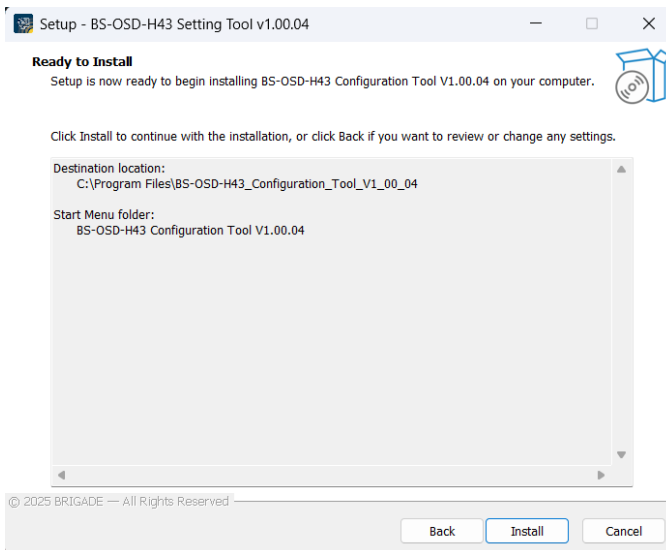 Setup - BS-OSD-H43 Setting Tool v1.00.04
Ready to Install
Setup is now ready to begin installing BS-OSD-H43 Configuration Tool V1.00.04 on your computer.
Click Install to continue with the installation, or click Back if you want to review or change any settings.
Destination location:
C:\Program Files\BS-OSD-H43_Configuration_Tool_V1_00_04
Start Menu folder:
BS-OSD-H43 Configuration Tool V1.00.04
© 2025 BRIGADE — All Rights Reserved
Back Install Cancel